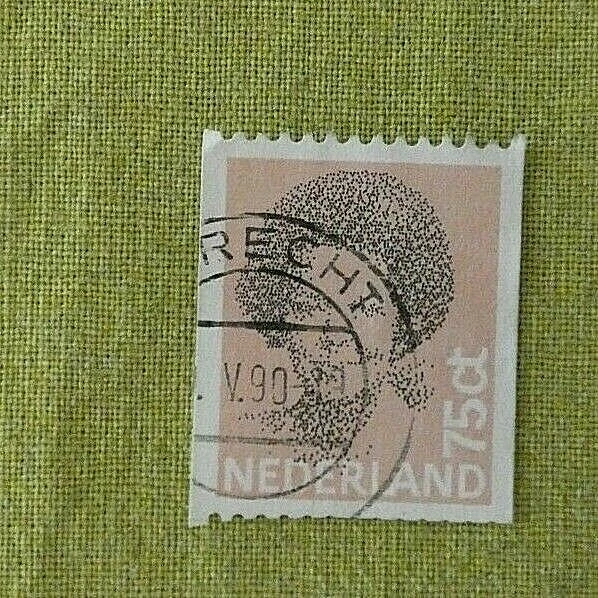 RECHT
V.90-
75ct
NEDERLAND